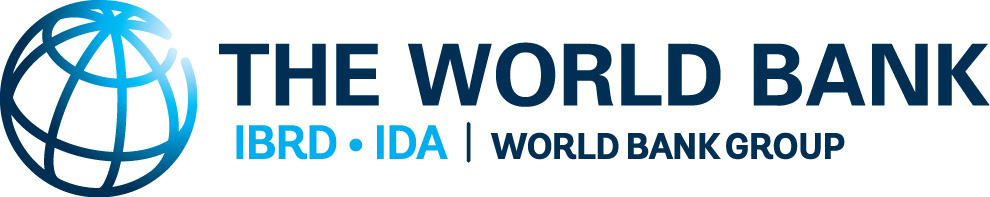 THE WORLD BANK
IBRD • IDA | WORLD BANK GROUP